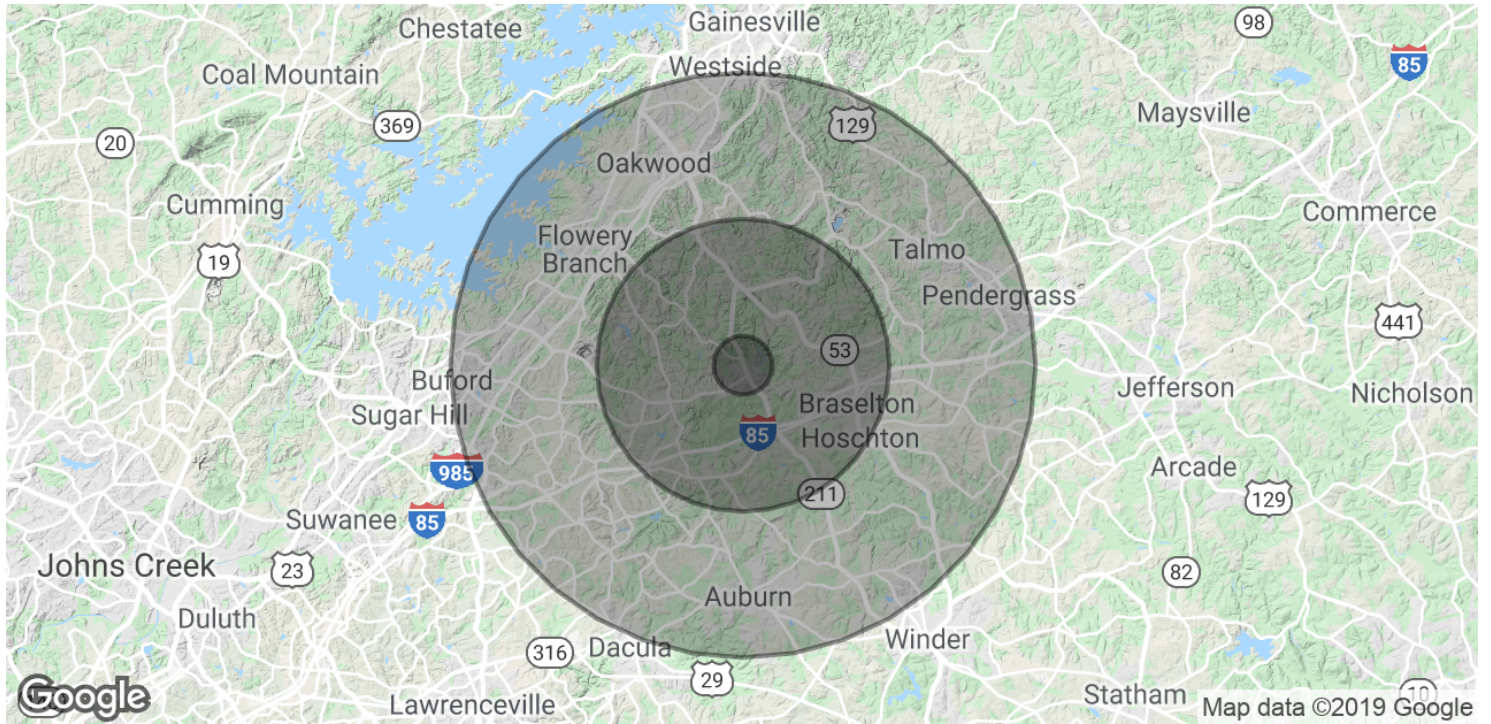 Chestatee
Gainesville
98
Coal Mountain
Westside
85
369
129
Maysville
20
Oakwood
Cumming
Commerce
Flowery
Branch
19
Talmo
Pendergrass
441
53
Buford
Jefferson
Nicholson
Sugar Hill
Braselton
85
Hoschton
985
Arcade
211
129
Suwanee
85
Johns Creek
23
82
Auburn
Duluth
316
Dacula
Winder
29
Google
Lawrenceville
Statham
10
Map data ©2019 Google